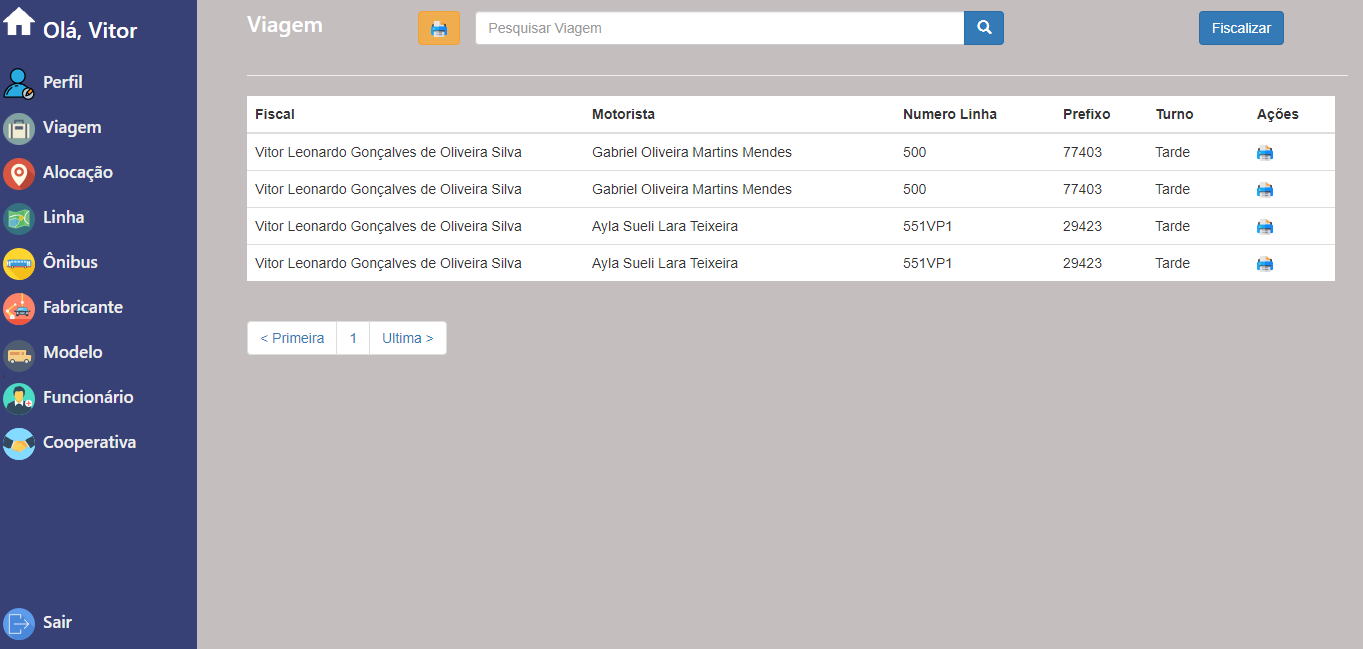 Olá, Vitor
Perfil
Viagem
Alocação
Linha
Ônibus
Fabricante
Modelo
Funcionário
Cooperativa
Sair
Viagem Pesquisar Viagem Fiscalizar
Fiscal Motorista Numero Linha Prefixo Turno Ações
Vitor Leonardo Gonçalves de Oliveira Silva Gabriel Oliveira Martins Mendes 500 77403 Tarde
Vitor Leonardo Gonçalves de Oliveira Silva Gabriel Oliveira Martins Mendes 500 77403 Tarde
Vitor Leonardo Gonçalves de Oliveira Silva Ayla Sueli Lara Teixeira 551VP1 29423 Tarde
Vitor Leonardo Gonçalves de Oliveira Silva Ayla Sueli Lara Teixeira 551VP1 29423 Tarde
< Primeira 1 Ultima >